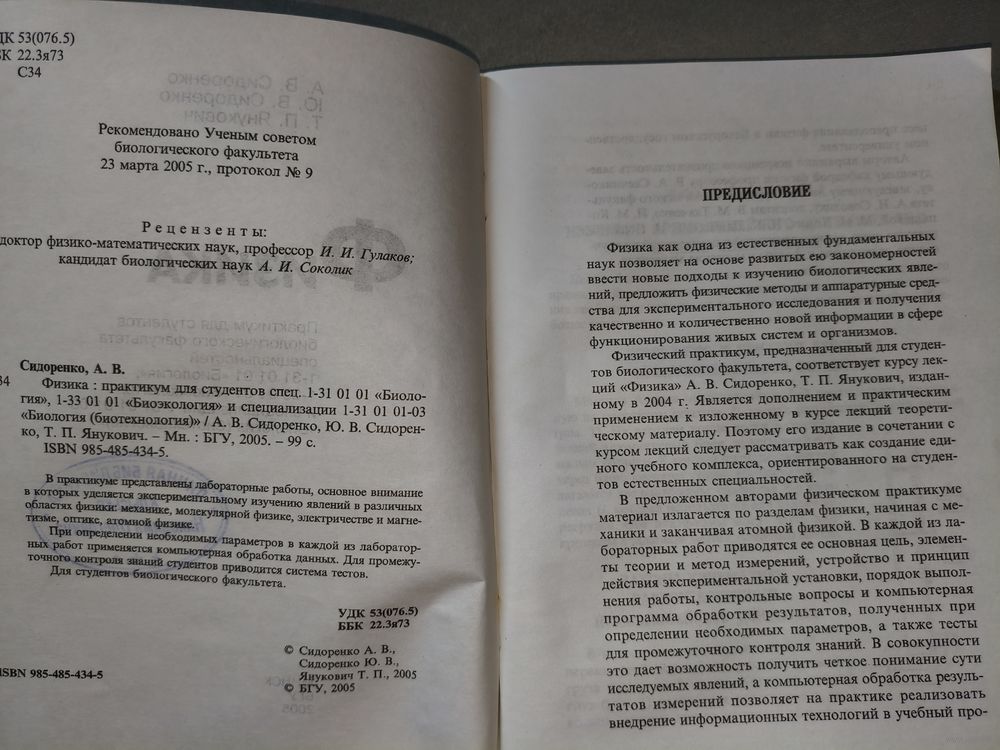 ДК 53(076.5)
БК 22.3я73
С34
Рекомендовано Ученым советом
биологического факультета
23 марта 2005 г., протокол № 9
Рецензенты:
доктор физико-математических наук, профессор И. И. Гулаков;
кандидат биологических наук А. И. Соколик
Сидоренко, А. В.
34
Физика : практикум для студентов спец. 1-31 01 01 «Биоло-
гия», 1-33 01 01 «Биоэкология» и специализации 1-31 01 01-03
«Биология (биотехнология)» / А. В. Сидоренко, Ю. В. Сидорен-
ко, Т. П. Янукович. – Мн. : БГУ, 2005. – 99 с.
ISBN 985-485-434-5.
В практикуме представлены лабораторные работы, основное внимание
в которых уделяется экспериментальному изучению явлений в различных
областях физики: механике, молекулярной физике, электричестве и магне-
тизме, оптике, атомной физике.
При определении необходимых параметров в каждой из лаборатор-
ных работ применяется компьютерная обработка данных. Для промежу-
точного контроля знаний студентов приводится система тестов.
Для студентов биологического факультета.
УДК 53(076.5)
ББК 22.3я73
© Сидоренко А. В.,
Сидоренко Ю. В.,
Янукович Т. П., 2005
© БГУ, 2005
ISBN 985-485-434-5
ПРЕДИСЛОВИЕ
Физика как одна из естественных фундаментальных
наук позволяет на основе развитых ею закономерностей
ввести новые подходы к изучению биологических явле-
ний, предложить физические методы и аппаратурные сред-
ства для экспериментального исследования и получения
качественно и количественно новой информации в сфере
функционирования живых систем и организмов.
Физический практикум, предназначенный для студен-
тов биологического факультета, соответствует курсу лек-
ций «Физика» А. В. Сидоренко, Т. П. Янукович, издан-
ному в 2004 г. Является дополнением и практическим
применением к изложенному в курсе лекций теорети-
ческому материалу. Поэтому его издание в сочетании с
курсом лекций следует рассматривать как создание еди-
ного учебного комплекса, ориентированного на студен-
тов естественных специальностей.
В предложенном авторами физическом практикуме
материал излагается по разделам физики, начиная с ме-
ханики и заканчивая атомной физикой. В каждой из ла-
бораторных работ приводятся ее основная цель, элемен-
ты теории и метод измерений, устройство и принцип
действия экспериментальной установки, порядок выпол-
нения работы, контрольные вопросы и компьютерная
программа обработки результатов, полученных при
определении необходимых параметров, а также тесты
для промежуточного контроля знаний. В совокупности
это дает возможность получить четкое понимание сути
исследуемых явлений, а компьютерная обработка резуль-
татов измерений позволяет на практике реализовать
внедрение информационных технологий в учебный про-